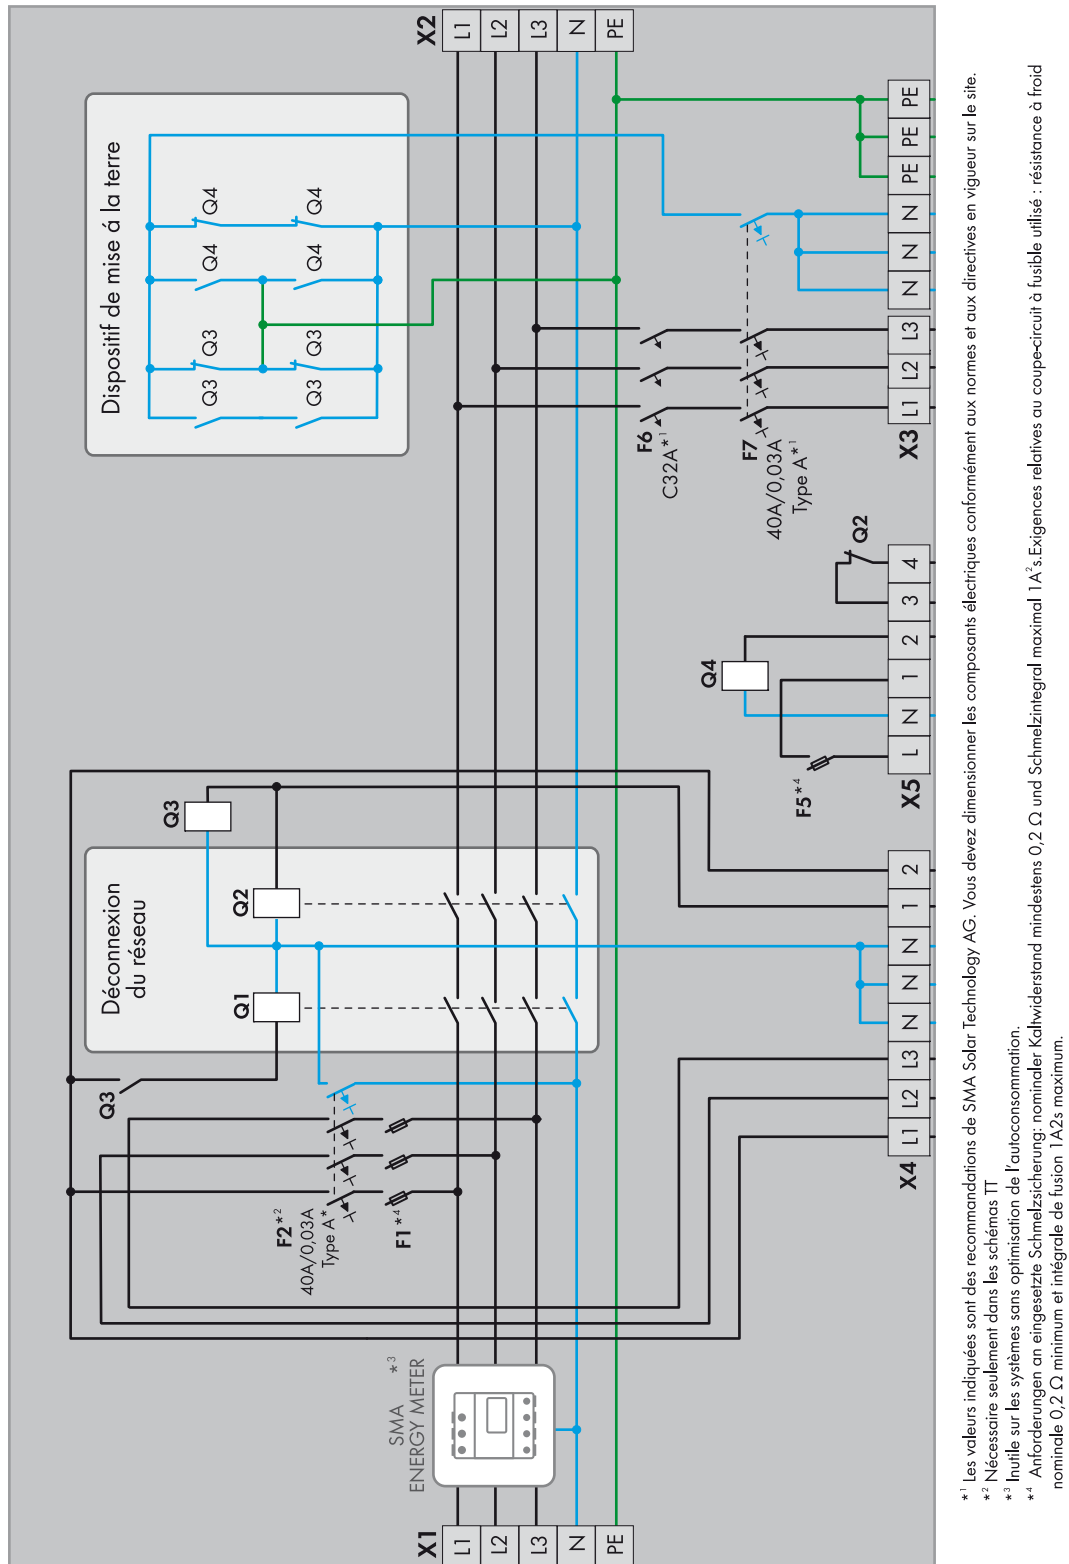 X1
L1
L2
L3
N
PE
SMA *3
ENERGY METER
F2*2
40A/0,03A
Type A*
F1*4
Q3
Déconnexion
du réseau
Q1
Q2
Q3
Dispositif de mise á la terre
Q3
Q3
Q4
Q4
Q3
Q3
Q4
Q4
X2
L1
L2
L3
N
PE
F6
C32A*1
F7
40A/0,03A
Type A*1
F5*4
Q4
Q2
X4
L1
L2
L3
N
N
N
1
2
X5
L
N
1
2
3
4
X3
L1
L2
L3
N
N
N
PE
PE
PE
*1 Les valeurs indiquées sont des recommandations de SMA Solar Technology AG. Vous devez dimensionner les composants électriques conformément aux normes et aux directives en vigueur sur le site.
*2 Nécessaire seulement dans les schémas TT
*3 Inutile sur les systèmes sans optimisation de l'autoconsommation.
*4 Anforderungen an eingesetzte Schmelzsicherung: nominaler Kaltwiderstand mindestens 0,2 Ω und Schmelzintegral maximal 1A²s.Exigences relatives au coupe-circuit à fusible utilisé : résistance à froid
nominale 0,2 Ω minimum et intégrale de fusion 1A2s maximum.